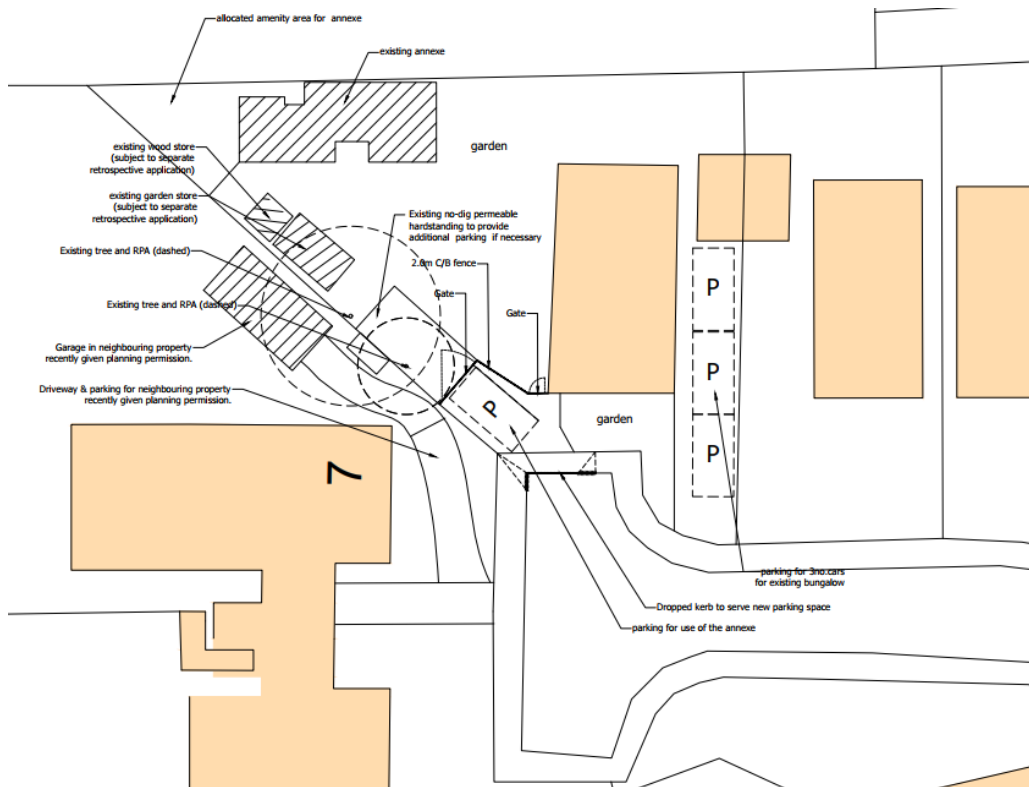 allocated amenity area for annexe
existing annexe
garden
existing wood store
(subject to separate
retrospective application)
existing garden store
(subject to separate
retrospective application)
Existing no-dig permeable
hardstanding to provide
additional parking if necessary
Existing tree and RPA (dashed)
2.0m C/B fence
Gate
Gate
Existing tree and RPA (dashed)
Garage in neighbouring property
recently given planning permission.
Driveway & parking for neighbouring property
recently given planning permission.
P
P
P
P
garden
7
parking for 3no.cars
for existing bungalow
Dropped kerb to serve new parking space
parking for use of the annexe